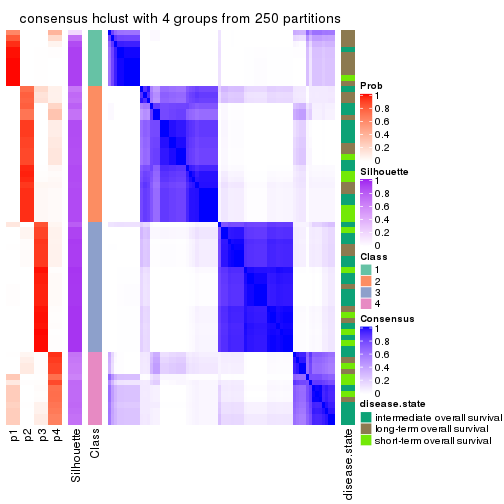 consensus hclust with 4 groups from 250 partitions
Prob
1
0.8
0.6
0.4
0.2
0
Silhouette
1
0.8
0.6
0.4
0.2
0
Class
1
2
3
4
Consensus
1
0.8
0.6
0.4
0.2
0
disease.state
intermediate overall survival
long-term overall survival
short-term overall survival
p1
p2
p3
p4
Silhouette
Class
disease.state